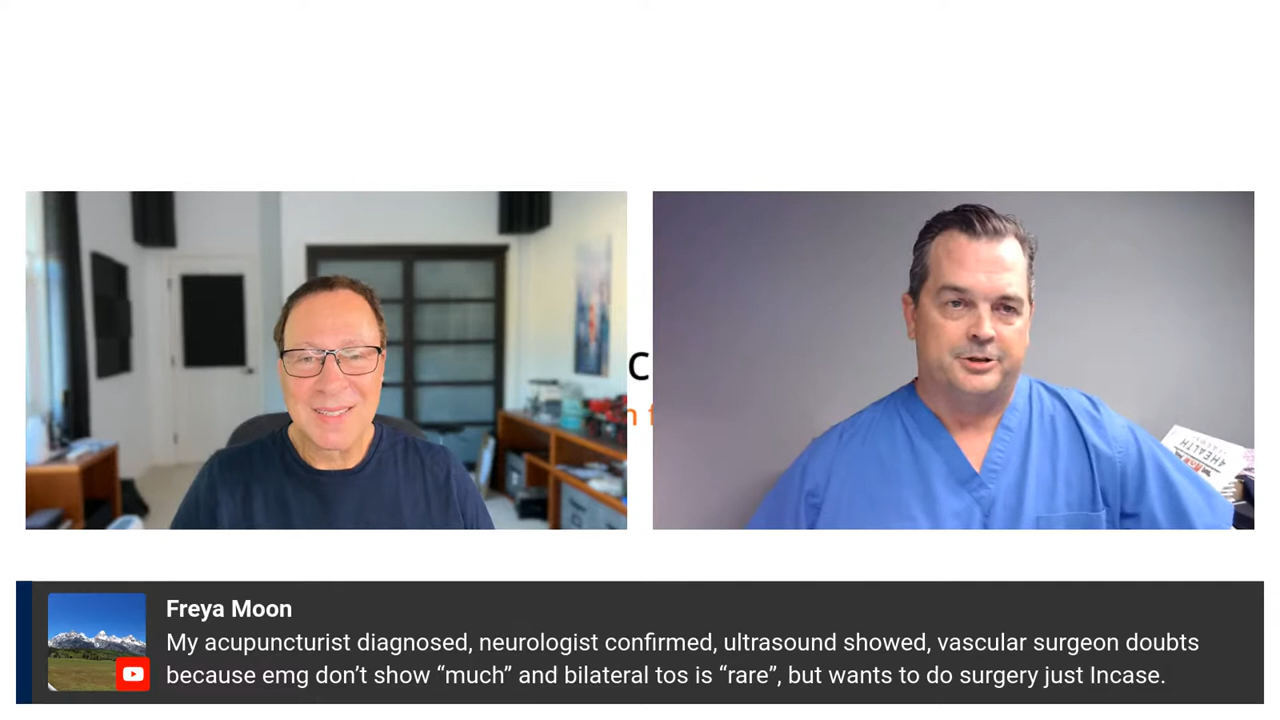 C
n f
4HEALTH
Freya Moon
My acupuncturist diagnosed, neurologist confirmed, ultrasound showed, vascular surgeon doubts
because emg don’t show “much” and bilateral tos is “rare”, but wants to do surgery just Incase.